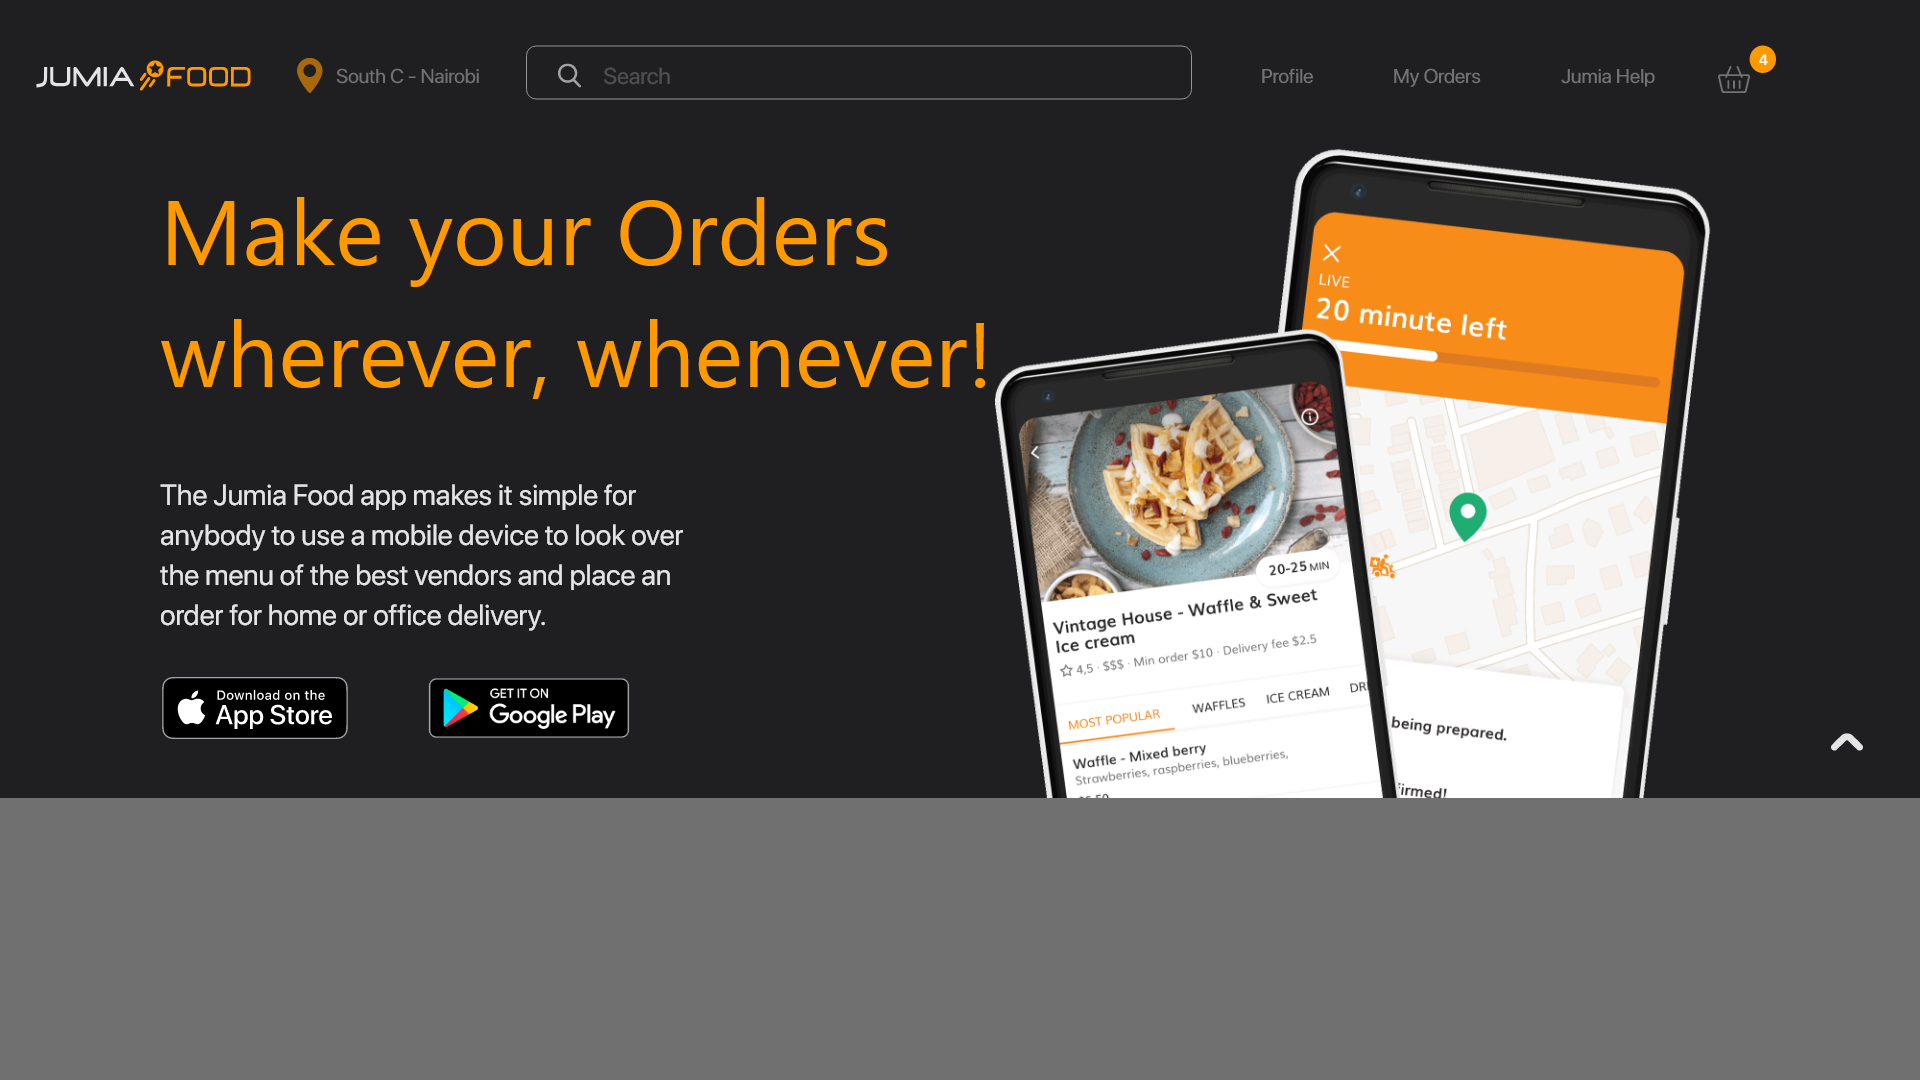 JUMIA FOOD
South C - Nairobi
Search
Profile
My Orders
Jumia Help
4
Make your Orders
wherever, whenever!
The Jumia Food app makes it simple for
anybody to use a mobile device to look over
the menu of the best vendors and place an
order for home or office delivery.
Download on the
App Store
GET IT ON
Google Play
LIVE
20 minute left
20-25 MIN
Vintage House - Waffle & Sweet
Ice cream
4,5 · $$$ · Min order $10 · Delivery fee $2.5
MOST POPULAR WAFFLES ICE CREAM DRI
Waffle - Mixed berry
Strawberries, raspberries, blueberries,
being prepared.